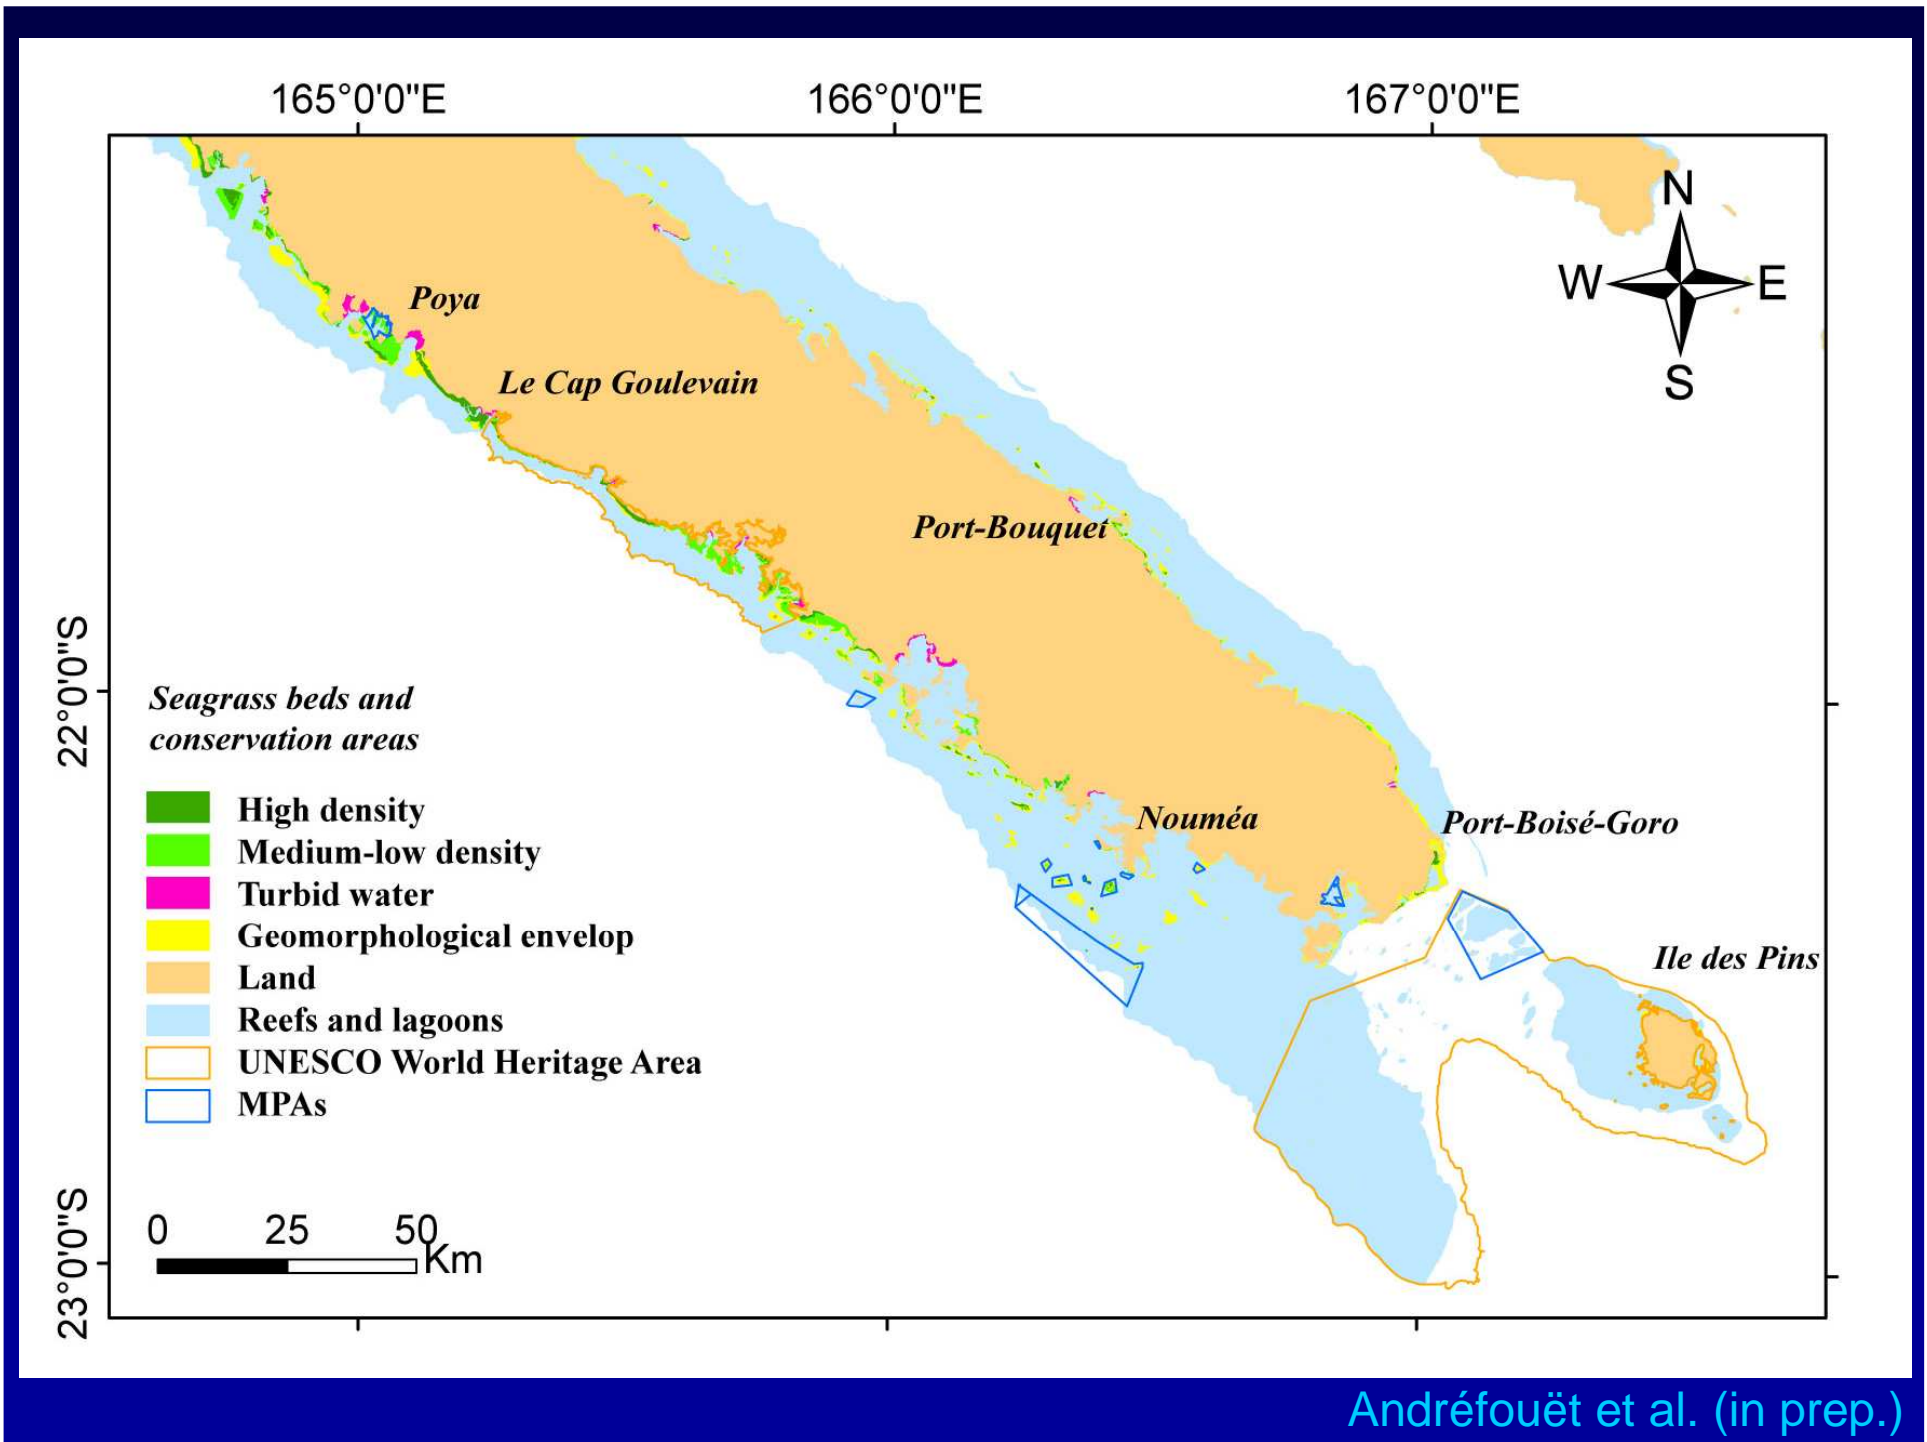 165°0'0"E
166°0'0"E
167°0'0"E
N
W
E
S
Poya
Le Cap Goulevain
Port-Bouquet
22°0'0"S
Seagrass beds and
conservation areas
High density
Medium-low density
Turbid water
Geomorphological envelop
Land
Reefs and lagoons
UNESCO World Heritage Area
MPAs
Nouméa
Port-Boisé-Goro
Ile des Pins
23°0'0"S
0 25 50
Km
Andréfouët et al. (in prep.)